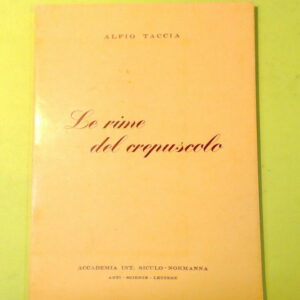 ALFIO TACCIA
Le rime
del crepuscolo
ACCADEMIA INT. SICULO-NORMANNA
ARTI - SCIENZE - LETTERE